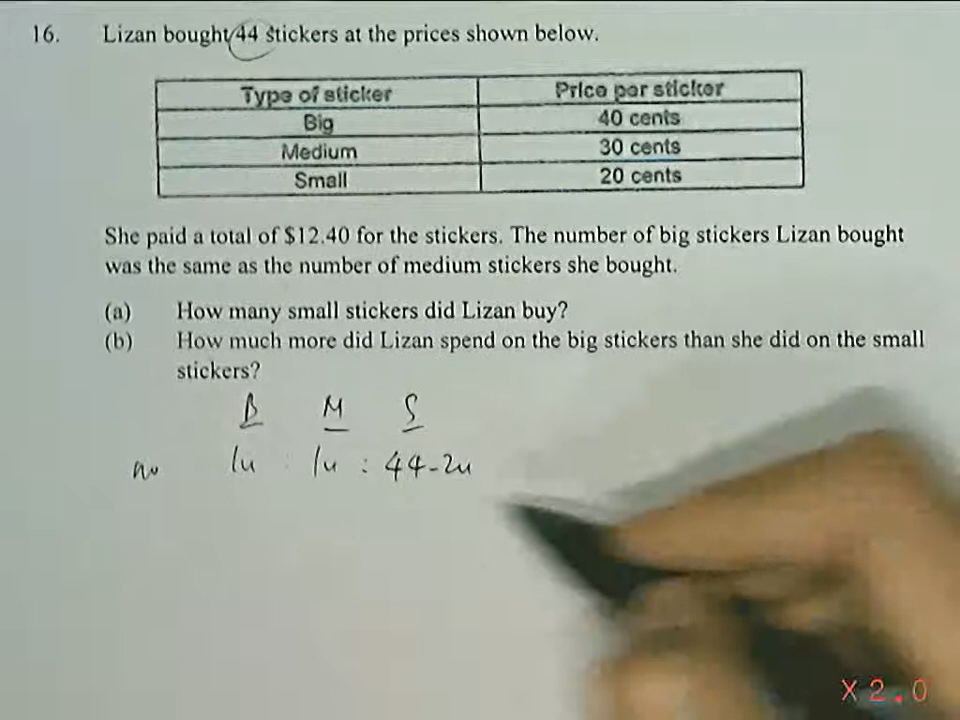 16. Lizan bought 44 stickers at the prices shown below.
Type of sticker Price per sticker
Big 40 cents
Medium 30 cents
Small 20 cents
She paid a total of $12.40 for the stickers. The number of big stickers Lizan bought
was the same as the number of medium stickers she bought.
(a) How many small stickers did Lizan buy?
(b) How much more did Lizan spend on the big stickers than she did on the small
stickers?
B M S
no 1u : 1u : 44-2u
X 2.0